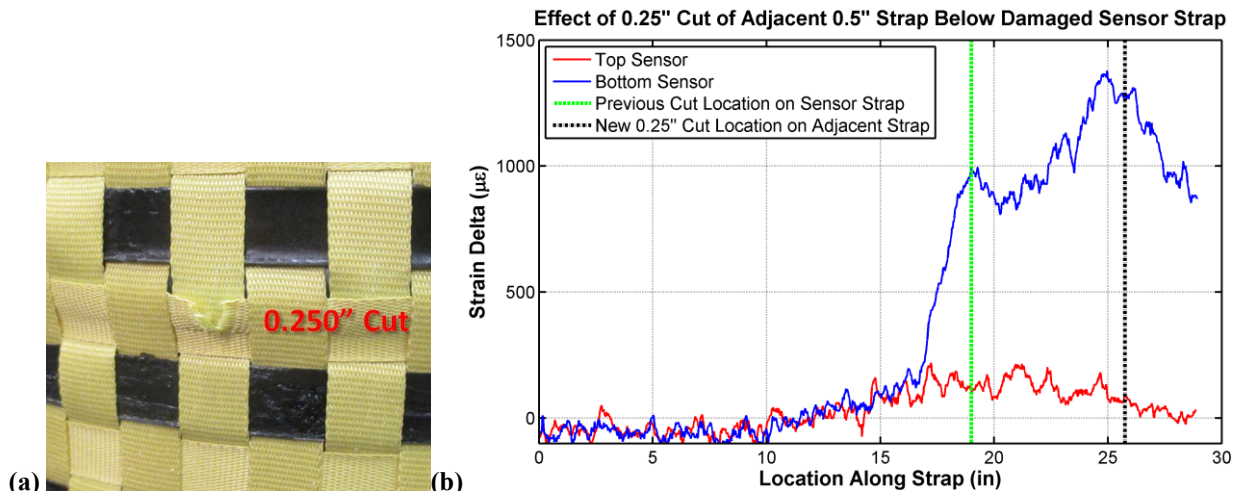 (a)
0.250” Cut
(b)
Effect of 0.25" Cut of Adjacent 0.5" Strap Below Damaged Sensor Strap
Strain Delta (με)
1500
1000
500
0
Top Sensor
Bottom Sensor
Previous Cut Location on Sensor Strap
New 0.25" Cut Location on Adjacent Strap
0 5 10 15 20 25 30
Location Along Strap (in)